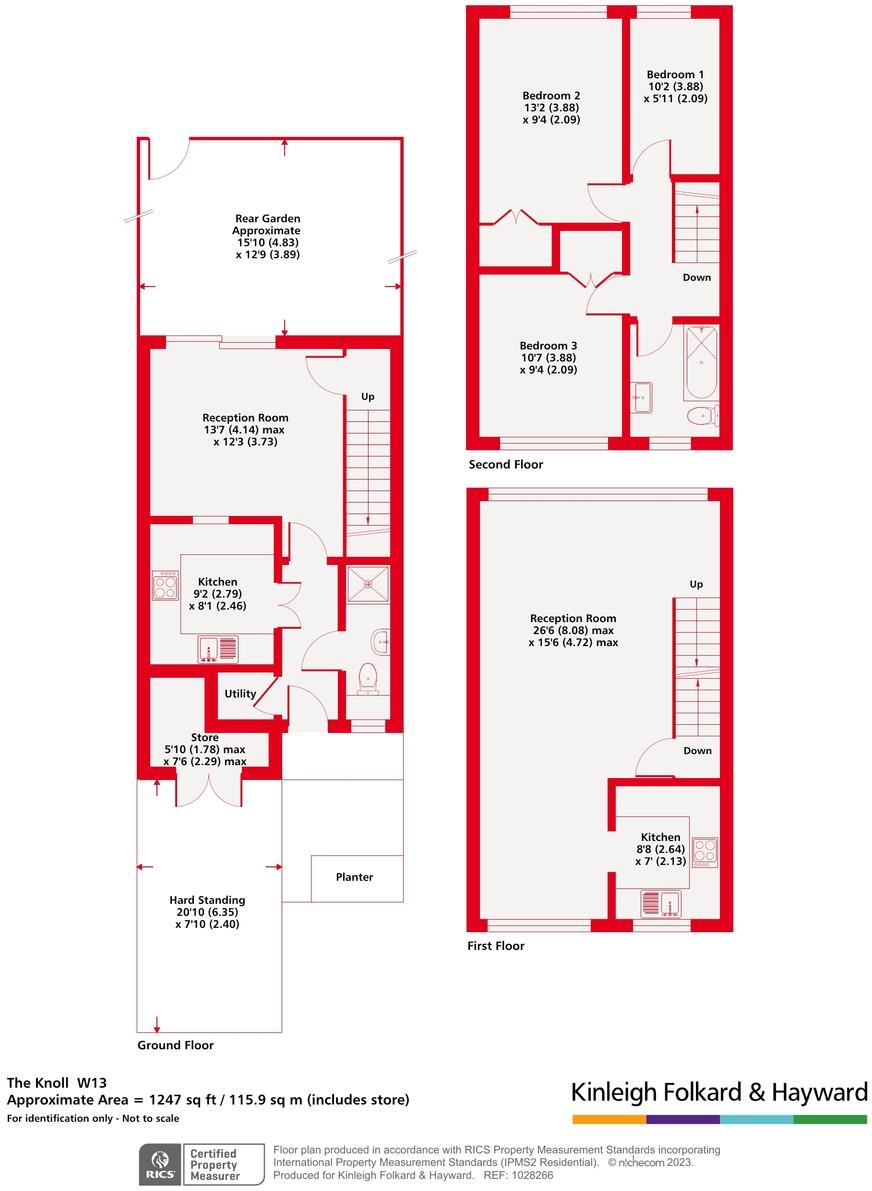 Bedroom 2
13'2 (3.88)
x 9'4 (2.09)
Bedroom 1
10'2 (3.88)
x 5'11 (2.09)
Down
Bedroom 3
10'7 (3.88)
x 9'4 (2.09)
Second Floor
Rear Garden
Approximate
15'10 (4.83)
x 12'9 (3.89)
Up
Reception Room
13'7 (4.14) max
x 12'3 (3.73)
Kitchen
9'2 (2.79)
x 8'1 (2.46)
Utility
Store
5'10 (1.78) max
x 7'6 (2.29) max
Planter
Hard Standing
20'10 (6.35)
x 7'10 (2.40)
Ground Floor
Up
Reception Room
26'6 (8.08) max
x 15'6 (4.72) max
Down
Kitchen
8'8 (2.64)
x 7' (2.13)
First Floor
The Knoll W13
Approximate Area = 1247 sq ft / 115.9 sq m (includes store)
For identification only - Not to scale
Kinleigh Folkard & Hayward
RICS
Certified
Property
Measurer
Floor plan produced in accordance with RICS Property Measurement Standards incorporating
International Property Measurement Standards (IPMS2 Residential). © nichecom 2023.
Produced for Kinleigh Folkard & Hayward. REF: 1028266